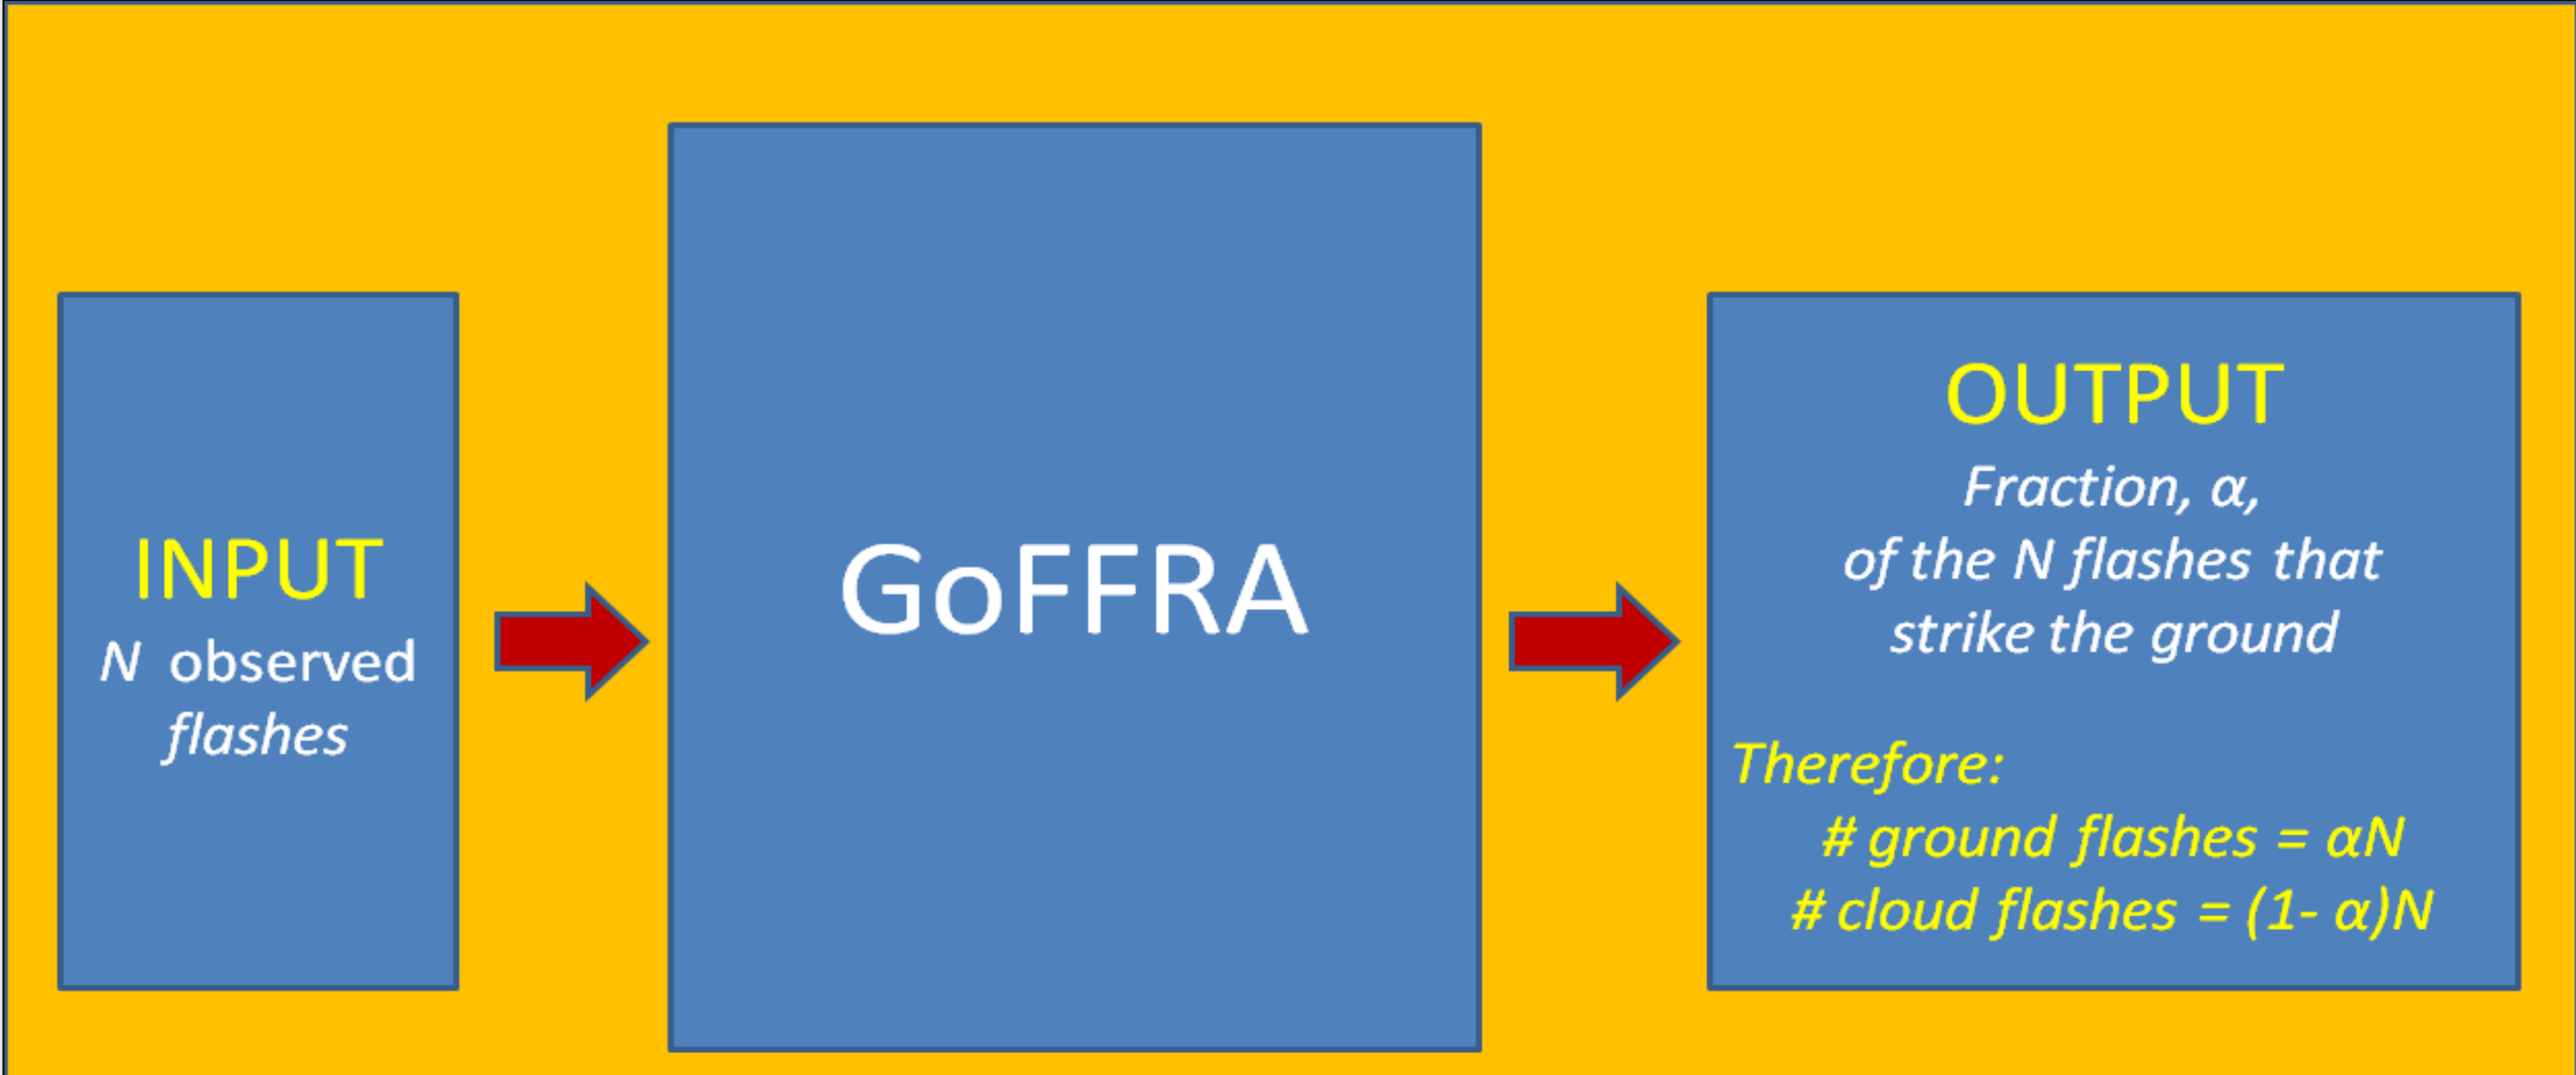 INPUT
N observed
flashes
GoFFRA
OUTPUT
Fraction, α,
of the N flashes that
strike the ground
Therefore:
# ground flashes = αN
# cloud flashes = (1- α)N